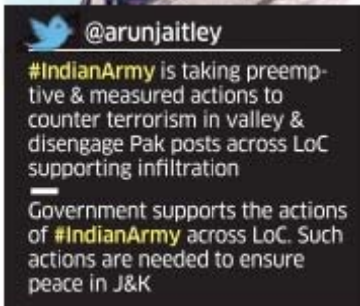 @arunjaitley
#IndianArmy is taking preemp-
tive & measured actions to
counter terrorism in valley &
disengage Pak posts across LoC
supporting infiltration
Government supports the actions
of #IndianArmy across LoC. Such
actions are needed to ensure
peace in J&K